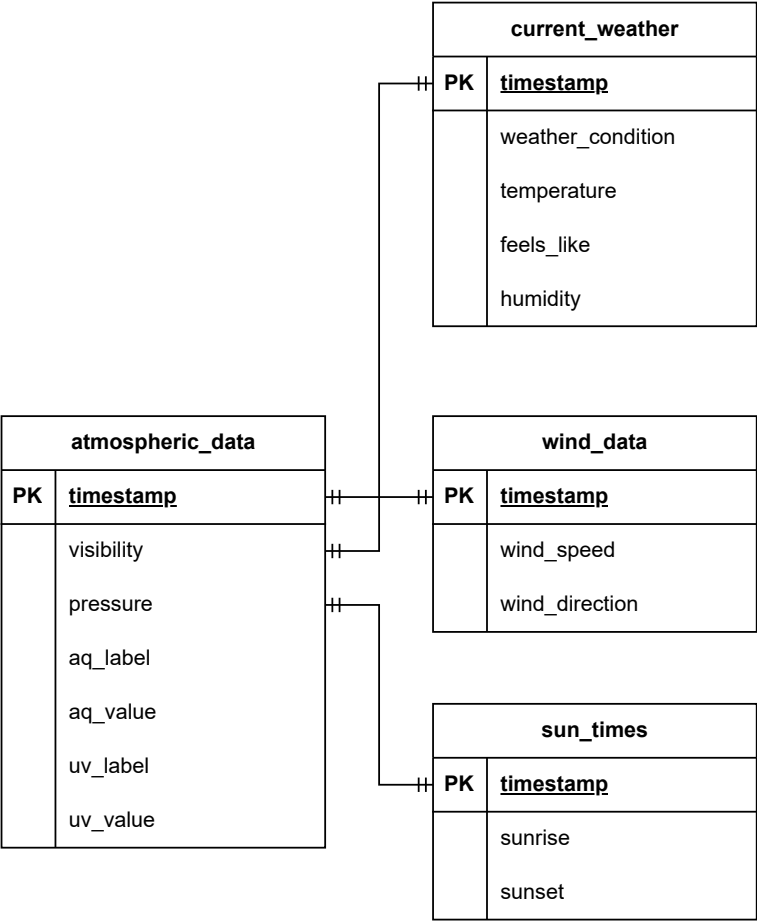 current_weather
PK timestamp
weather_condition
temperature
feels_like
humidity
atmospheric_data
PK timestamp
visibility
pressure
aq_label
aq_value
uv_label
uv_value
wind_data
PK timestamp
wind_speed
wind_direction
sun_times
PK timestamp
sunrise
sunset